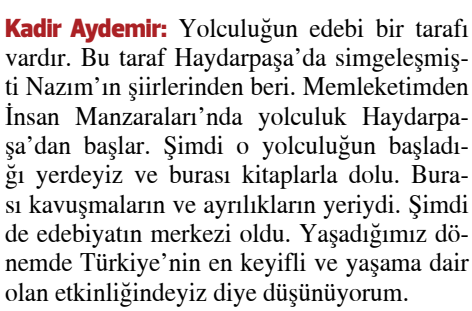 Kadir Aydemir: Yolculuğun edebi bir tarafı
vardır. Bu taraf Haydarpaşa’da simgeleşmiş-
ti Nazım’ın şiirlerinden beri. Memleketimden
İnsan Manzaraları’nda yolculuk Haydarpa-
şa’dan başlar. Şimdi o yolculuğun başladı-
ğı yerdeyiz ve burası kitaplarla dolu. Bura-
sı kavuşmaların ve ayrılıkların yeriydi. Şimdi
de edebiyatın merkezi oldu. Yaşadığımız dö-
nemde Türkiye’nin en keyifli ve yaşama dair
olan etkinliğindeyiz diye düşünüyorum.